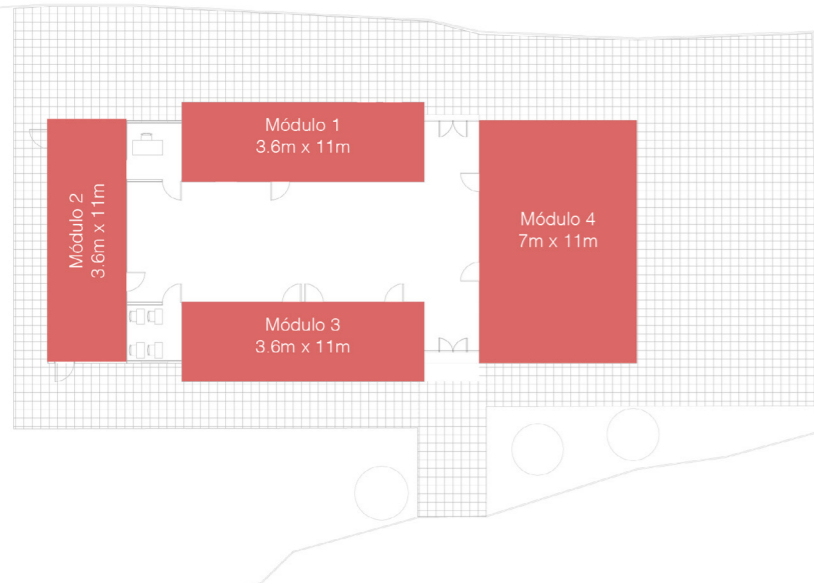 Módulo 1
3.6m x 11m
Módulo 2
3.6m x 11m
Módulo 4
7m x 11m
Módulo 3
3.6m x 11m